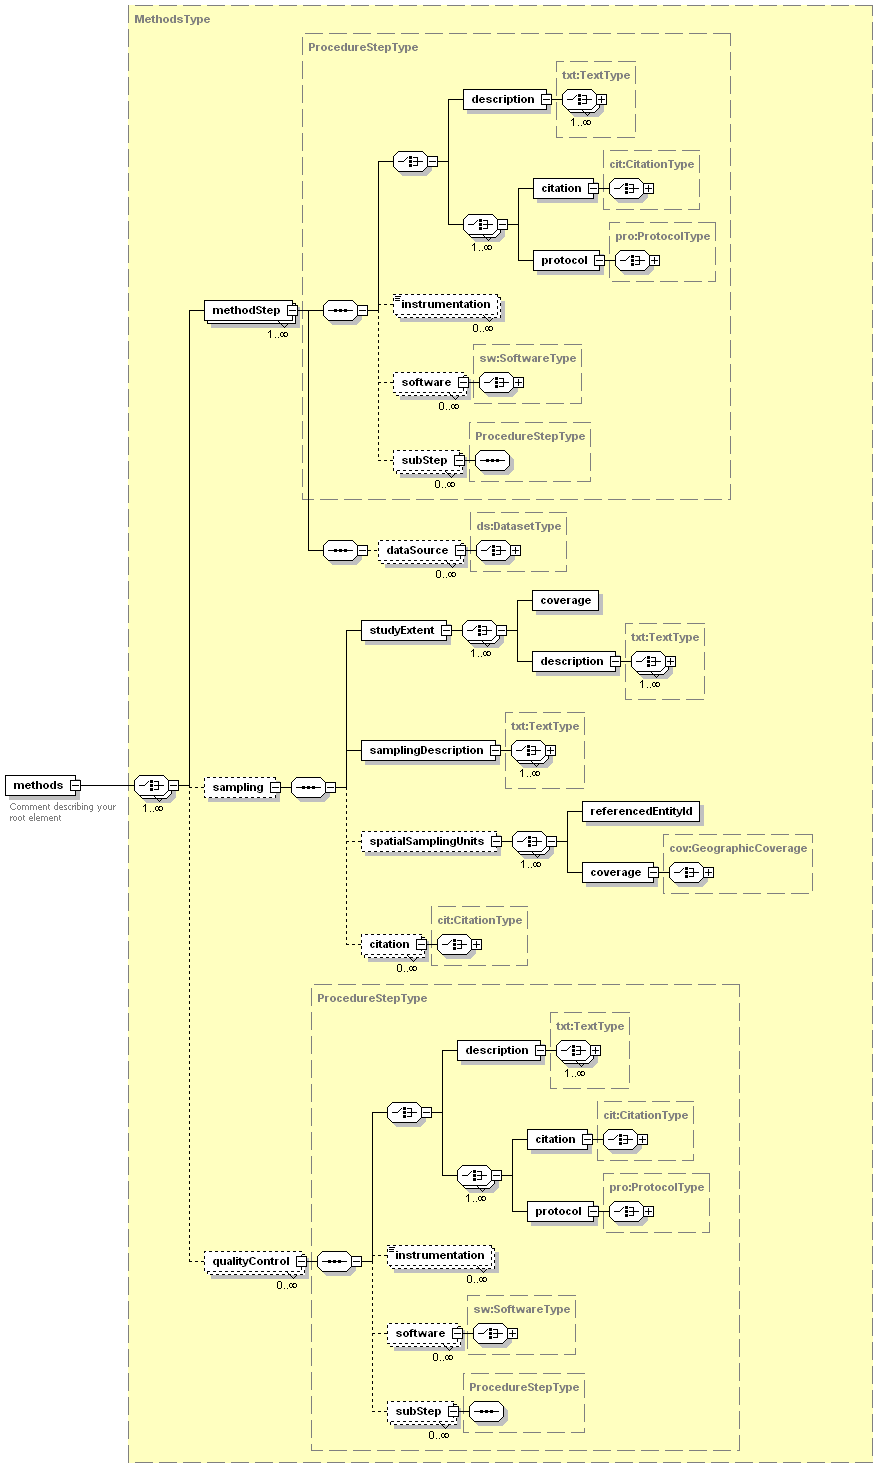 MethodsType
ProcedureStepType
txt:TextType
description
1..∞
cit:CitationType
citation
1..∞
pro:ProtocolType
protocol
instrumentation
0..∞
methodStep
1..∞
sw:SoftwareType
software
0..∞
ProcedureStepType
subStep
0..∞
ds:DatasetType
dataSource
0..∞
coverage
studyExtent
1..∞
txt:TextType
description
1..∞
txt:TextType
samplingDescription
1..∞
methods
Comment describing your
root element
1..∞
sampling
referencedEntityId
spatialSamplingUnits
1..∞
cov:GeographicCoverage
coverage
cit:CitationType
citation
0..∞
ProcedureStepType
txt:TextType
description
1..∞
cit:CitationType
citation
1..∞
pro:ProtocolType
protocol
instrumentation
0..∞
qualityControl
0..∞
sw:SoftwareType
software
0..∞
ProcedureStepType
subStep
0..∞